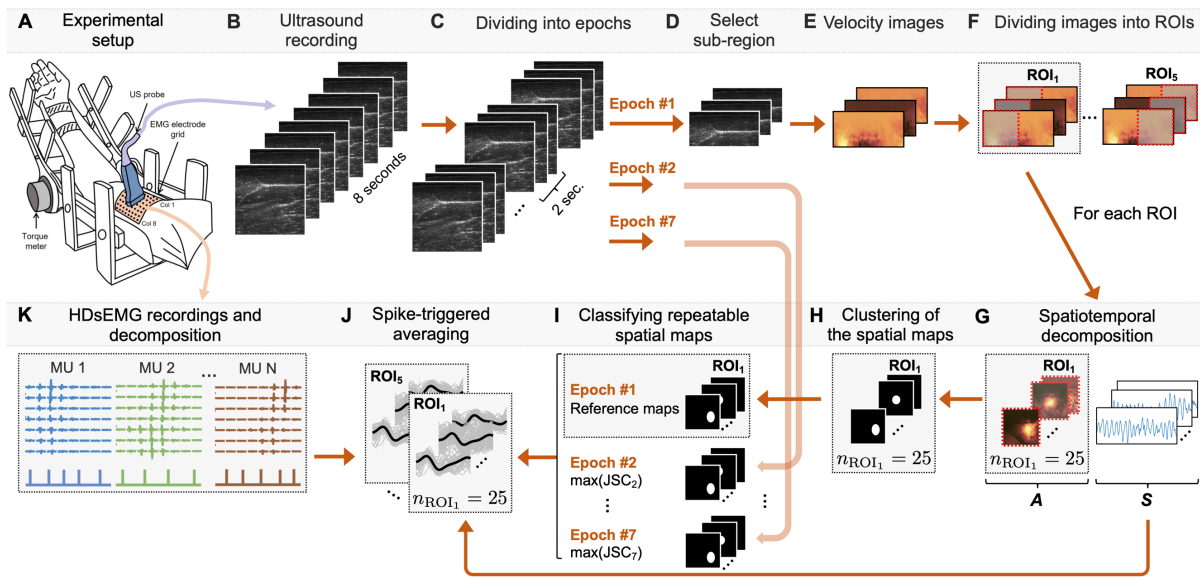 A Experimental setup
B Ultrasound recording
C Dividing into epochs
D Select sub-region
E Velocity images
F Dividing images into ROIs
US probe
EMG electrode grid
Col 1
Col 8
Torque meter
8 seconds
...
2 sec.
Epoch #1
Epoch #2
Epoch #7
ROI1
...
ROI5
For each ROI
K HDsEMG recordings and decomposition
J Spike-triggered averaging
I Classifying repeatable spatial maps
H Clustering of the spatial maps
G Spatiotemporal decomposition
MU 1
MU 2
...
MU N
ROI5
ROI1
nROI1 = 25
Epoch #1
Reference maps
ROI1
Epoch #2
max(JSC2)
Epoch #7
max(JSC7)
ROI1
nROI1 = 25
ROI1
nROI1 = 25
A
S